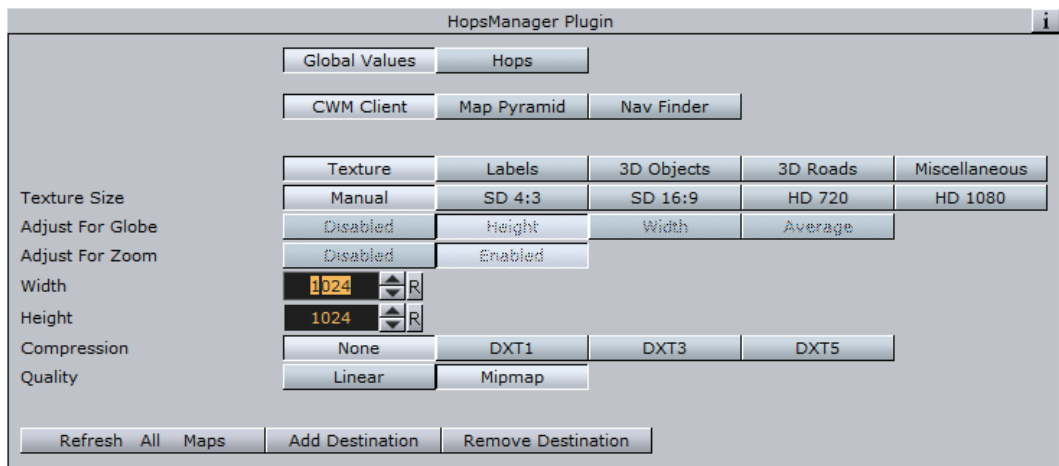 HopsManager Plugin i
Global Values Hops
CWM Client Map Pyramid Nav Finder
Texture Labels 3D Objects 3D Roads Miscellaneous
Texture Size Manual SD 4:3 SD 16:9 HD 720 HD 1080
Adjust For Globe Disabled Height Width Average
Adjust For Zoom Disabled Enabled
Width 1024 R
Height 1024 R
Compression None DXT1 DXT3 DXT5
Quality Linear Mipmap
Refresh All Maps Add Destination Remove Destination